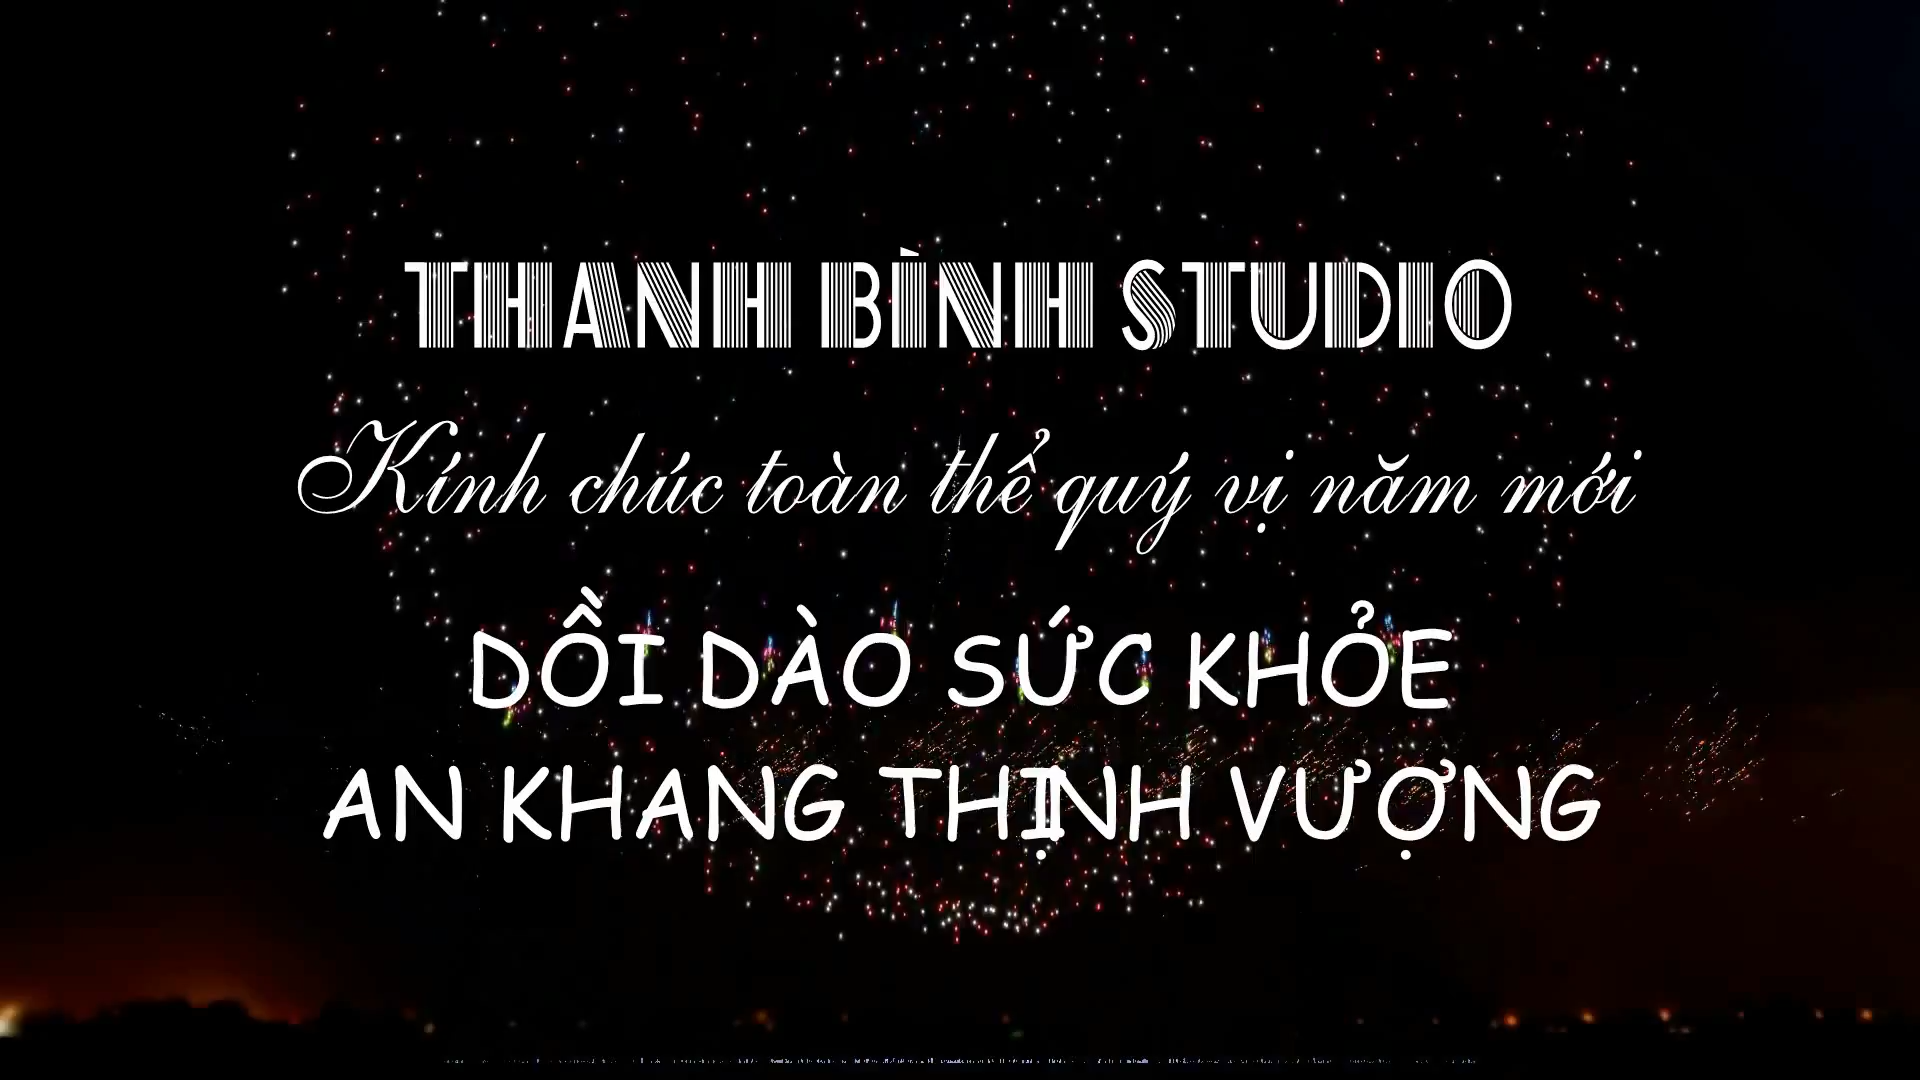 THANH BÌNH STUDIO
Kính chúc toàn thể quý vị năm mới
DỒI DÀO SỨC KHỎE
AN KHANG THỊNH VƯỢNG